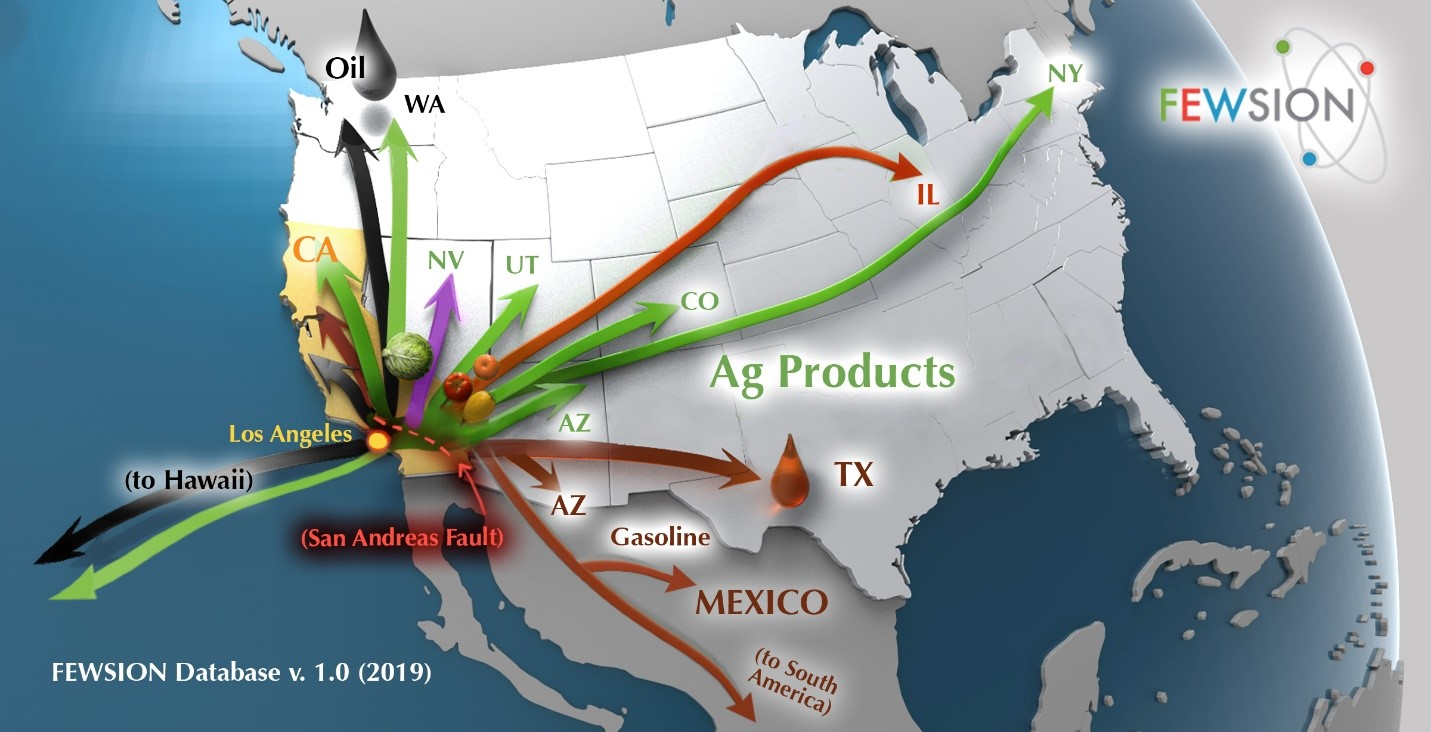 Oil
WA
NY
FEWSION
IL
CA
NV
UT
CO
Ag Products
AZ
Los Angeles
(to Hawaii)
TX
AZ
(San Andreas Fault)
Gasoline
MEXICO
(to South
America)
FEWSION Database v. 1.0 (2019)